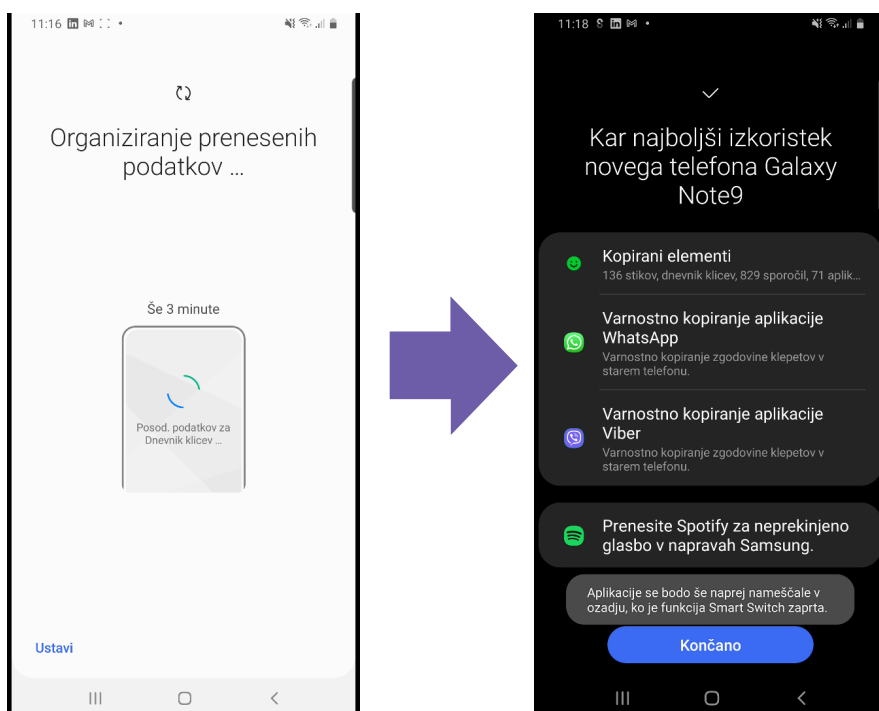 11:16
Organiziranje prenesenih
podatkov ...
Še 3 minute
Posod. podatkov za
Dnevnik klicev ...
Ustavi
11:18
Kar najboljši izkoristek
novega telefona Galaxy
Note9
Kopirani elementi
136 stikov, dnevnik klicev, 829 sporočil, 71 aplik...
Varnostno kopiranje aplikacije
WhatsApp
Varnostno kopiranje zgodovine klepetov v
starem telefonu.
Varnostno kopiranje aplikacije
Viber
Varnostno kopiranje zgodovine klepetov v
starem telefonu.
Prenesite Spotify za neprekinjeno
glasbo v napravah Samsung.
Aplikacije se bodo še naprej nameščale v
ozadju, ko je funkcija Smart Switch zaprta.
Končano